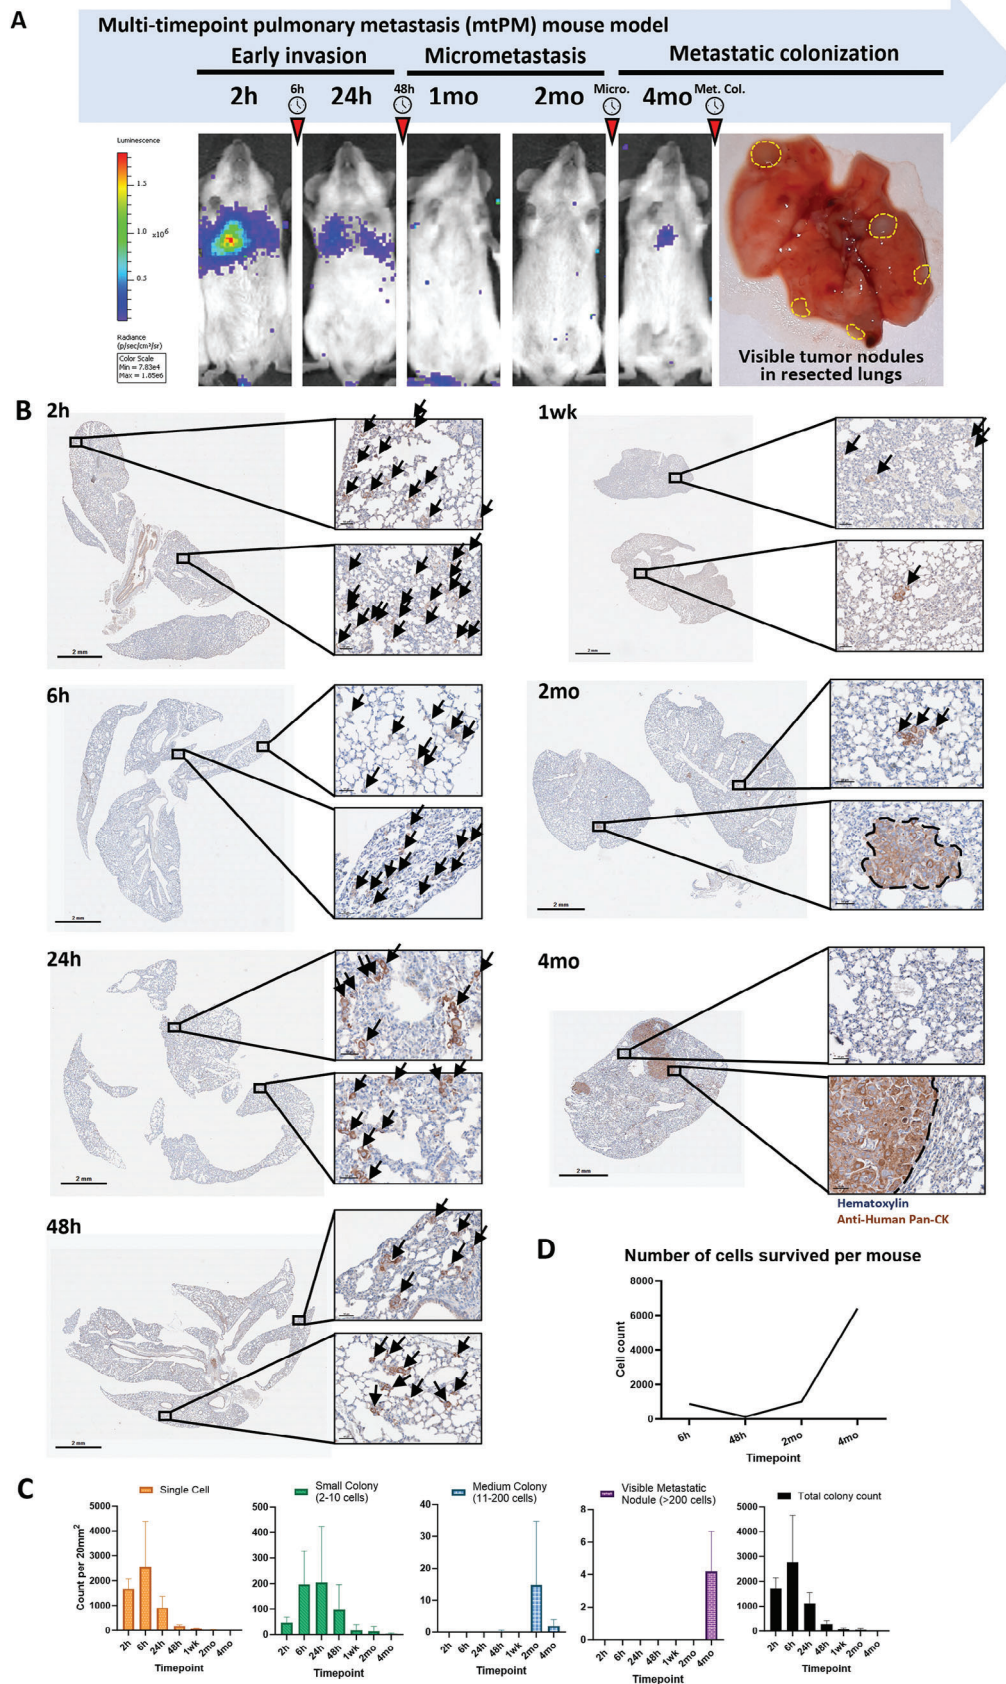 A
Multi-timepoint pulmonary metastasis (mtPM) mouse model
Early invasion
Micrometastasis
Metastatic colonization
2h
6h
24h
48h
1mo
2mo
Micro.
4mo
Met. Col.
Luminescence
1.5
1.0
x10⁶
0.5
Radiance
(p/sec/cm²/sr)
Color Scale
Min = 7.83e4
Max = 1.85e6
Visible tumor nodules
in resected lungs
B
2h
2 mm
1wk
2 mm
6h
2 mm
2mo
2 mm
24h
2 mm
4mo
2 mm
Hematoxylin
Anti-Human Pan-CK
48h
2 mm
D
Number of cells survived per mouse
8000
6000
4000
2000
0
Cell count
6h
48h
2mo
4mo
Timepoint
C
Single Cell
5000
4000
3000
2000
1000
0
Count per 20mm²
2h
6h
24h
48h
1wk
2mo
4mo
Timepoint
Small Colony
(2-10 cells)
500
400
300
200
100
0
2h
6h
24h
48h
1wk
2mo
4mo
Timepoint
Medium Colony
(11-200 cells)
40
30
20
10
0
2h
6h
24h
48h
1wk
2mo
4mo
Timepoint
Visible Metastatic
Nodule (>200 cells)
8
6
4
2
0
2h
6h
24h
48h
1wk
2mo
4mo
Timepoint
Total colony count
5000
4000
3000
2000
1000
0
2h
6h
24h
48h
1wk
2mo
4mo
Timepoint